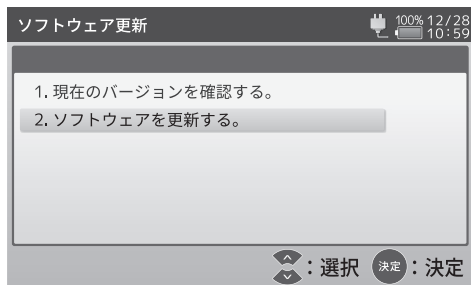 ソフトウェア更新
100% 12/28
10:59
1. 現在のバージョンを確認する。
2. ソフトウェアを更新する。
：選択 決定：決定